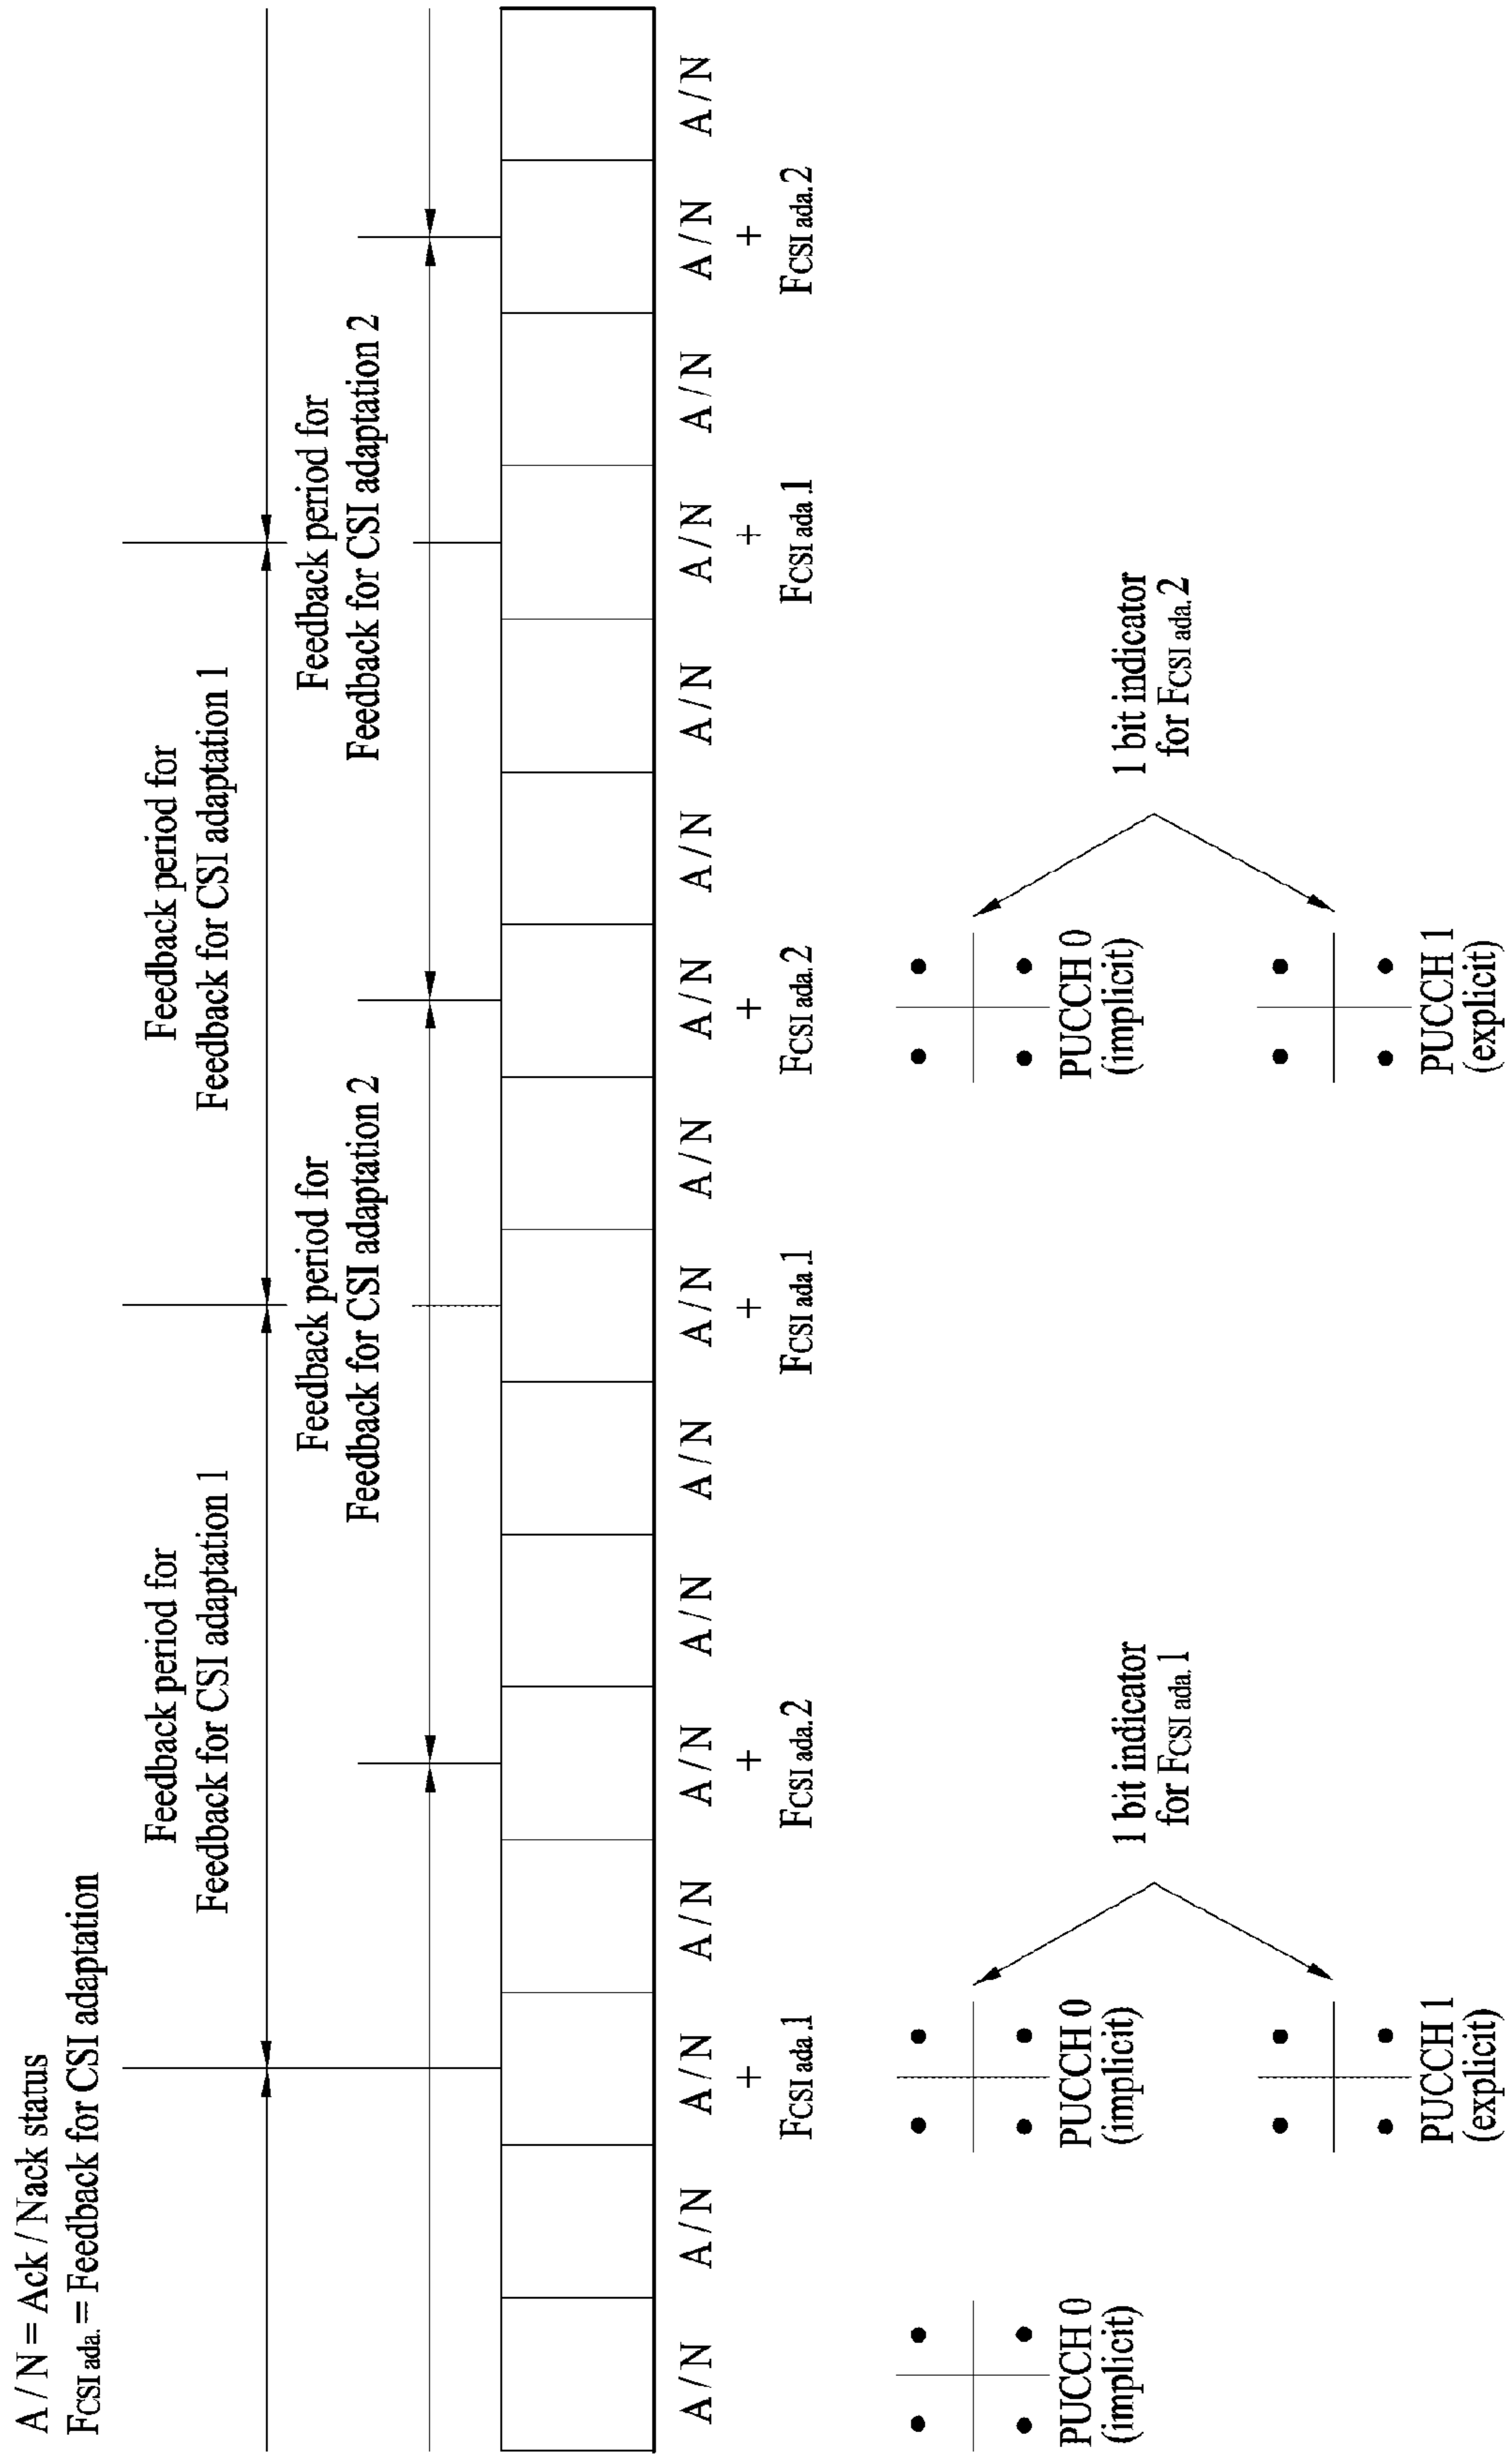 A / N = Ack / Nack status
FCSI ada. = Feedback for CSI adaptation
Feedback period for
Feedback for CSI adaptation 1
Feedback period for
Feedback for CSI adaptation 1
Feedback period for
Feedback for CSI adaptation 2
Feedback period for
Feedback for CSI adaptation 2
A/N A/N A/N A/N A/N A/N A/N A/N A/N A/N A/N A/N A/N A/N A/N A/N
+ + + + + +
FCSI ada.1 FCSI ada.2 FCSI ada.1 FCSI ada.2 FCSI ada.1 FCSI ada.2
PUCCH 0
(implicit)
PUCCH 0
(implicit)
1 bit indicator
for FCSI ada.1
PUCCH 1
(explicit)
PUCCH 0
(implicit)
1 bit indicator
for FCSI ada.2
PUCCH 1
(explicit)